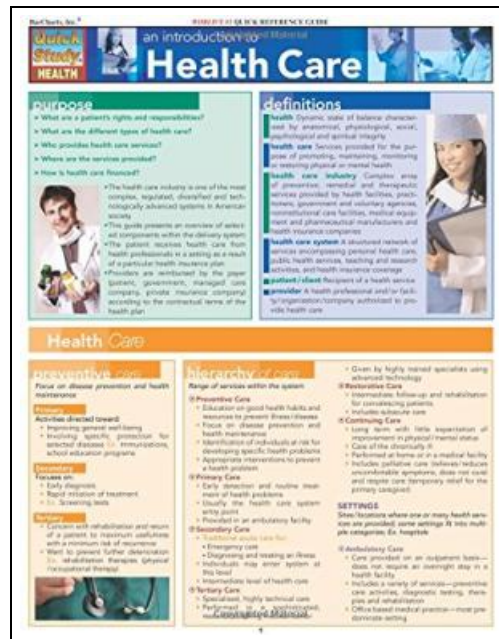 BarCharts, Inc.®
WORLD'S #1 QUICK REFERENCE GUIDE
Quick
Study.
HEALTH
an introduction to
Health Care
purpose
➤ What are a patient's rights and responsibilities?
➤ What are the different types of health care?
➤ Who provides health care services?
➤ Where are the services provided?
➤ How is health care financed?
•The health care industry is one of the most
complex, regulated, diversified and tech-
nologically advanced systems in American
society
•This guide presents an overview of select-
ed components within the delivery system
•The patient receives health care from
health professionals in a setting as a result
of a particular health insurance plan
•Providers are reimbursed by the payer
(patient, government, managed care
company, private insurance company)
according to the contractual terms of the
health plan
definitions
health Dynamic state of balance character-
ized by anatomical, physiological, social,
psychological and spiritual integrity
health care Services provided for the pur-
pose of promoting, maintaining, monitoring
or restoring physical or mental health
health care industry Complex array
of preventive, remedial and therapeutic
services provided by health facilities, practi-
tioners, government and voluntary agencies,
noninstitutional care facilities, medical equip-
ment and pharmaceutical manufacturers and
health insurance companies
health care system A structured network of
services encompassing personal health care,
public health services, teaching and research
activities, and health insurance coverage
patient/client Recipient of a health service
provider A health professional and/or facil-
ity/organization/company authorized to pro-
vide health care
Health Care
preventive care
Focus on disease prevention and health
maintenance
Primary
Activities directed toward:
• Improving general well-being
• Involving specific protection for
selected diseases Ex: Immunizations,
school education programs
Secondary
Focuses on:
• Early diagnosis
• Rapid initiation of treatment
• Ex: Screening tests
Tertiary
• Concern with rehabilitation and return
of a patient to maximum usefulness
with a minimum risk of recurrence
• Want to prevent further deterioration
Ex: rehabilitation therapies (physical
/occupational therapy)
hierarchy of care
Range of services within the system
Preventive Care
• Education on good health habits and
resources to prevent illness/disease
• Focus on disease prevention and
health maintenance
• Identification of individuals at risk for
developing specific health problems
• Appropriate interventions to prevent
a health problem
Primary Care
• Early detection and routine treat-
ment of health problems
• Usually the health care system
entry point
• Provided in an ambulatory facility
Secondary Care
• Traditional acute care for:
• Emergency care
• Diagnosing and treating an illness
• Individuals may enter system at
this level
• Intermediate level of health care
Tertiary Care
• Specialized, highly technical care
• Performed in a sophisticated,
Copyrighted Material
• Given by highly trained specialists using
advanced technology
Restorative Care
• Intermediate follow-up and rehabilitation
for convalescing patients
• Includes subacute care
Continuing Care
• Long term with little expectation of
improvement in physical/mental status
• Care of the chronically ill
• Performed at home or in a medical facility
• Includes palliative care (relieves/reduces
uncomfortable symptoms, does not cure)
and respite care (temporary relief for the
primary caregiver)
SETTINGS
Sites/locations where one or many health serv-
ices are provided; some settings fit into multi-
ple categories; Ex: hospitals
Ambulatory Care
• Care provided on an outpatient basis—
does not require an overnight stay in a
health facility
• Includes a variety of services—preventive
care activities, diagnostic testing, thera-
pies and rehabilitation
• Office based medical practice—most pre-
dominate setting
1